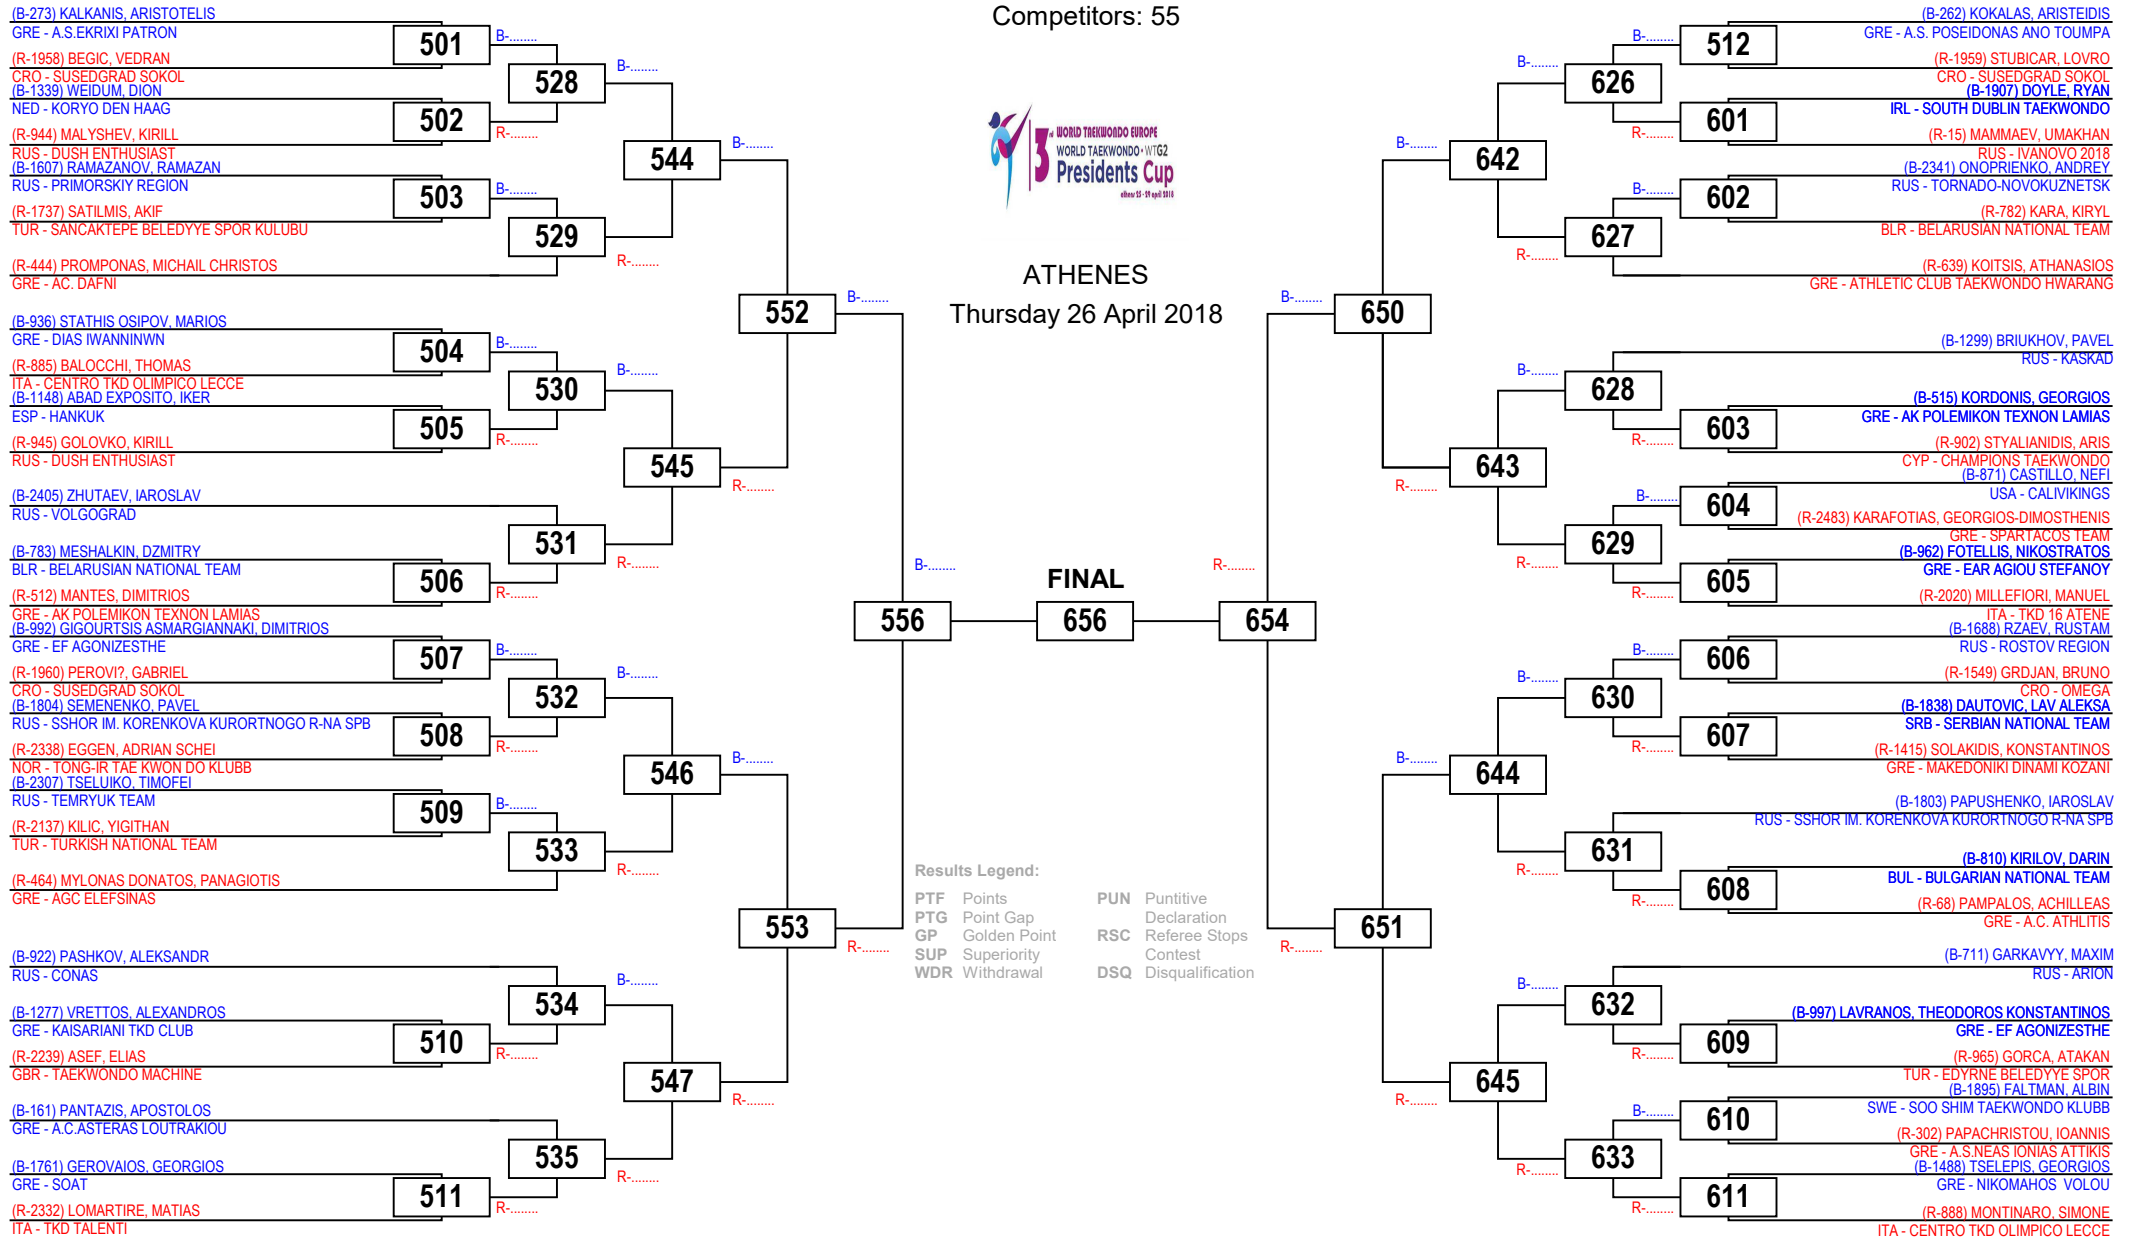 Competitors: 55
3rd WORLD TAEKWONDO EUROPE
WORLD TAEKWONDO • WTG2
Presidents Cup
athens 25 - 29 april 2018
ATHENES
Thursday 26 April 2018
(B-273) KALKANIS, ARISTOTELIS
GRE - A.S.EKRIXI PATRON
501
(R-1958) BEGIC, VEDRAN
CRO - SUSEDGRAD SOKOL
B-........
528
(B-1339) WEIDUM, DION
NED - KORYO DEN HAAG
502
(R-944) MALYSHEV, KIRILL
RUS - DUSH ENTHUSIAST
R-........
B-........
544
(B-1607) RAMAZANOV, RAMAZAN
RUS - PRIMORSKIY REGION
503
(R-1737) SATILMIS, AKIF
TUR - SANCAKTEPE BELEDYYE SPOR KULUBU
B-........
529
(R-444) PROMPONAS, MICHAIL CHRISTOS
GRE - AC. DAFNI
R-........
B-........
552
(B-936) STATHIS OSIPOV, MARIOS
GRE - DIAS IWANNINWN
504
(R-885) BALOCCHI, THOMAS
ITA - CENTRO TKD OLIMPICO LECCE
B-........
530
(B-1148) ABAD EXPOSITO, IKER
ESP - HANKUK
505
(R-945) GOLOVKO, KIRILL
RUS - DUSH ENTHUSIAST
R-........
B-........
545
R-........
(B-2405) ZHUTAEV, IAROSLAV
RUS - VOLGOGRAD
531
(B-783) MESHALKIN, DZMITRY
BLR - BELARUSIAN NATIONAL TEAM
506
(R-512) MANTES, DIMITRIOS
GRE - AK POLEMIKON TEXNON LAMIAS
R-........
R-........
B-........
556
B-........
(B-992) GIGOURTSIS ASMARGIANNAKI, DIMITRIOS
GRE - EF AGONIZESTHE
507
(R-1960) PEROVI?, GABRIEL
CRO - SUSEDGRAD SOKOL
B-........
532
(B-1804) SEMENENKO, PAVEL
RUS - SSHOR IM. KORENKOVA KURORTNOGO R-NA SPB
508
(R-2338) EGGEN, ADRIAN SCHEI
NOR - TONG-IR TAE KWON DO KLUBB
R-........
B-........
546
(B-2307) TSELUIKO, TIMOFEI
RUS - TEMRYUK TEAM
509
(R-2137) KILIC, YIGITHAN
TUR - TURKISH NATIONAL TEAM
B-........
533
(R-464) MYLONAS DONATOS, PANAGIOTIS
GRE - AGC ELEFSINAS
R-........
B-........
553
R-........
(B-922) PASHKOV, ALEKSANDR
RUS - CONAS
534
(B-1277) VRETTOS, ALEXANDROS
GRE - KAISARIANI TKD CLUB
510
(R-2239) ASEF, ELIAS
GBR - TAEKWONDO MACHINE
R-........
B-........
547
R-........
(B-161) PANTAZIS, APOSTOLOS
GRE - A.C.ASTERAS LOUTRAKIOU
535
(B-1761) GEROVAIOS, GEORGIOS
GRE - SOAT
511
(R-2332) LOMARTIRE, MATIAS
ITA - TKD TALENTI
R-........
R-........
FINAL
656
Results Legend:
PTF Points
PTG Point Gap
GP Golden Point
SUP Superiority
WDR Withdrawal
PUN Puntitive
Declaration
RSC Referee Stops
Contest
DSQ Disqualification
(B-262) KOKALAS, ARISTEIDIS
GRE - A.S. POSEIDONAS ANO TOUMPA
512
(R-1959) STUBICAR, LOVRO
CRO - SUSEDGRAD SOKOL
B-........
626
(B-1907) DOYLE, RYAN
IRL - SOUTH DUBLIN TAEKWONDO
601
(R-15) MAMMAEV, UMAKHAN
RUS - IVANOVO 2018
R-........
B-........
642
(B-2341) ONOPRIENKO, ANDREY
RUS - TORNADO-NOVOKUZNETSK
602
(R-782) KARA, KIRYL
BLR - BELARUSIAN NATIONAL TEAM
B-........
627
(R-639) KOITSIS, ATHANASIOS
GRE - ATHLETIC CLUB TAEKWONDO HWARANG
R-........
B-........
650
B-........
(B-1299) BRIUKHOV, PAVEL
RUS - KASKAD
628
(B-515) KORDONIS, GEORGIOS
GRE - AK POLEMIKON TEXNON LAMIAS
603
(R-902) STYALIANIDIS, ARIS
CYP - CHAMPIONS TAEKWONDO
R-........
B-........
643
R-........
(B-871) CASTILLO, NEFI
USA - CALIVIKINGS
604
(R-2483) KARAFOTIAS, GEORGIOS-DIMOSTHENIS
GRE - SPARTACOS TEAM
B-........
629
(B-962) FOTELLIS, NIKOSTRATOS
GRE - EAR AGIOU STEFANOY
605
(R-2020) MILLEFIORI, MANUEL
ITA - TKD 16 ATENE
R-........
R-........
R-........
654
(B-1688) RZAEV, RUSTAM
RUS - ROSTOV REGION
606
(R-1549) GRDJAN, BRUNO
CRO - OMEGA
B-........
630
(B-1838) DAUTOVIC, LAV ALEKSA
SRB - SERBIAN NATIONAL TEAM
607
(R-1415) SOLAKIDIS, KONSTANTINOS
GRE - MAKEDONIKI DINAMI KOZANI
R-........
B-........
644
B-........
(B-1803) PAPUSHENKO, IAROSLAV
RUS - SSHOR IM. KORENKOVA KURORTNOGO R-NA SPB
631
(B-810) KIRILOV, DARIN
BUL - BULGARIAN NATIONAL TEAM
608
(R-68) PAMPALOS, ACHILLEAS
GRE - A.C. ATHLITIS
R-........
R-........
651
R-........
(B-711) GARKAVYY, MAXIM
RUS - ARION
632
(B-997) LAVRANOS, THEODOROS KONSTANTINOS
GRE - EF AGONIZESTHE
609
(R-965) GORCA, ATAKAN
TUR - EDYRNE BELEDYYE SPOR
R-........
B-........
645
R-........
(B-1895) FALTMAN, ALBIN
SWE - SOO SHIM TAEKWONDO KLUBB
610
(R-302) PAPACHRISTOU, IOANNIS
GRE - A.S.NEAS IONIAS ATTIKIS
B-........
633
(B-1488) TSELEPIS, GEORGIOS
GRE - NIKOMAHOS VOLOU
611
(R-888) MONTINARO, SIMONE
ITA - CENTRO TKD OLIMPICO LECCE
R-........
R-........